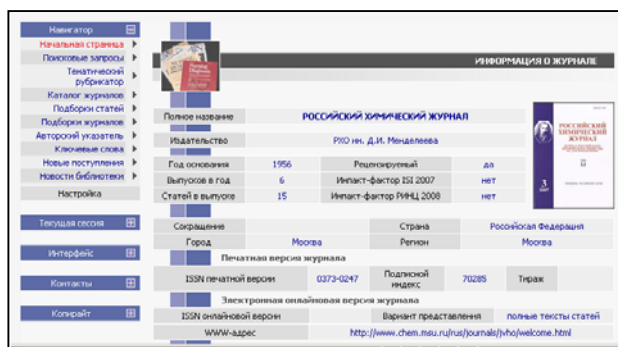 Навигатор
Начальная страница
Поисковые запросы
Тематический
рубрикатор
Каталог журналов
Подборки статей
Подборки журналов
Авторский указатель
Ключевые слова
Новые поступления
Новости библиотеки
Настройка
Текущая сессия
Интерфейс
Контакты
Копирайт
ИНФОРМАЦИЯ О ЖУРНАЛЕ
Полное название РОССИЙСКИЙ ХИМИЧЕСКИЙ ЖУРНАЛ
Издательство РХО им. Д.И. Менделеева
Год основания 1956 Рецензируемый да
Выпусков в год 6 Импакт-фактор ISI 2007 нет
Статей в выпуске 15 Импакт-фактор РИНЦ 2008 нет
РОССИЙСКИЙ
ХИМИЧЕСКИЙ
ЖУРНАЛ
3
Сокращение Страна Российская Федерация
Город Москва Регион Москва
Печатная версия журнала
ISSN печатной версии 0373-0247 Подписной индекс 70285 Тираж
Электронная онлайновая версия журнала
ISSN онлайновой версии Вариант представления полные тексты статей
WWW-адрес http://www.chem.msu.ru/rus/journals/jvho/welcome.html